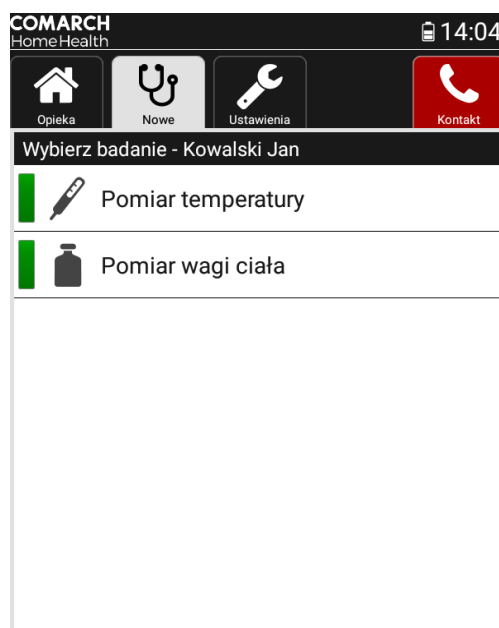 COMARCH
HomeHealth
14:04
Opieka
Nowe
Ustawienia
Kontakt
Wybierz badanie - Kowalski Jan
Pomiar temperatury
Pomiar wagi ciała